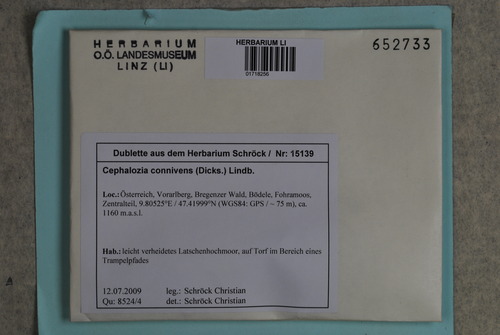 HERBARIUM
O.Ö. LANDESMUSEUM
LINZ (LI)
HERBARIUM LI
01718256
652733
Dublette aus dem Herbarium Schröck / Nr: 15139
Cephalozia connivens (Dicks.) Lindb.
Loc.: Österreich, Vorarlberg, Bregenzer Wald, Bödele, Fohramoos,
Zentralteil, 9.80525°E / 47.41999°N (WGS84: GPS / ~ 75 m), ca.
1160 m.a.s.l.
Hab.: leicht verheidetes Latschenhochmoor, auf Torf im Bereich eines
Trampelpfades
12.07.2009 leg.: Schröck Christian
Qu: 8524/4 det.: Schröck Christian